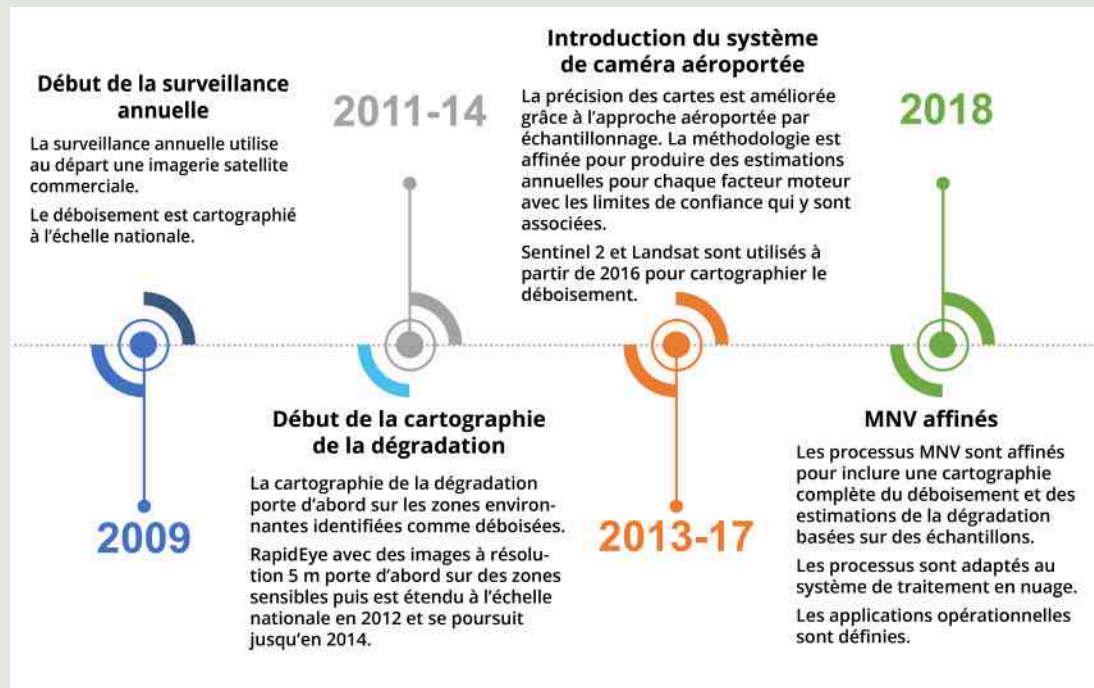 Début de la surveillance
annuelle
La surveillance annuelle utilise
au départ une imagerie satellite
commerciale.
Le déboisement est cartographié
à l'échelle nationale.
2009
2011-14
Début de la cartographie
de la dégradation
La cartographie de la dégradation
porte d'abord sur les zones environ-
nantes identifiées comme déboisées.
RapidEye avec des images à résolu-
tion 5 m porte d'abord sur des zones
sensibles puis est étendu à l'échelle
nationale en 2012 et se poursuit
jusqu'en 2014.
Introduction du système
de caméra aéroportée
La précision des cartes est améliorée
grâce à l'approche aéroportée par
échantillonnage. La méthodologie est
affinée pour produire des estimations
annuelles pour chaque facteur moteur
avec les limites de confiance qui y sont
associées.
Sentinel 2 et Landsat sont utilisés à
partir de 2016 pour cartographier le
déboisement.
2013-17
2018
MNV affinés
Les processus MNV sont affinés
pour inclure une cartographie
complète du déboisement et des
estimations de la dégradation
basées sur des échantillons.
Les processus sont adaptés au
système de traitement en nuage.
Les applications opérationnelles
sont définies.